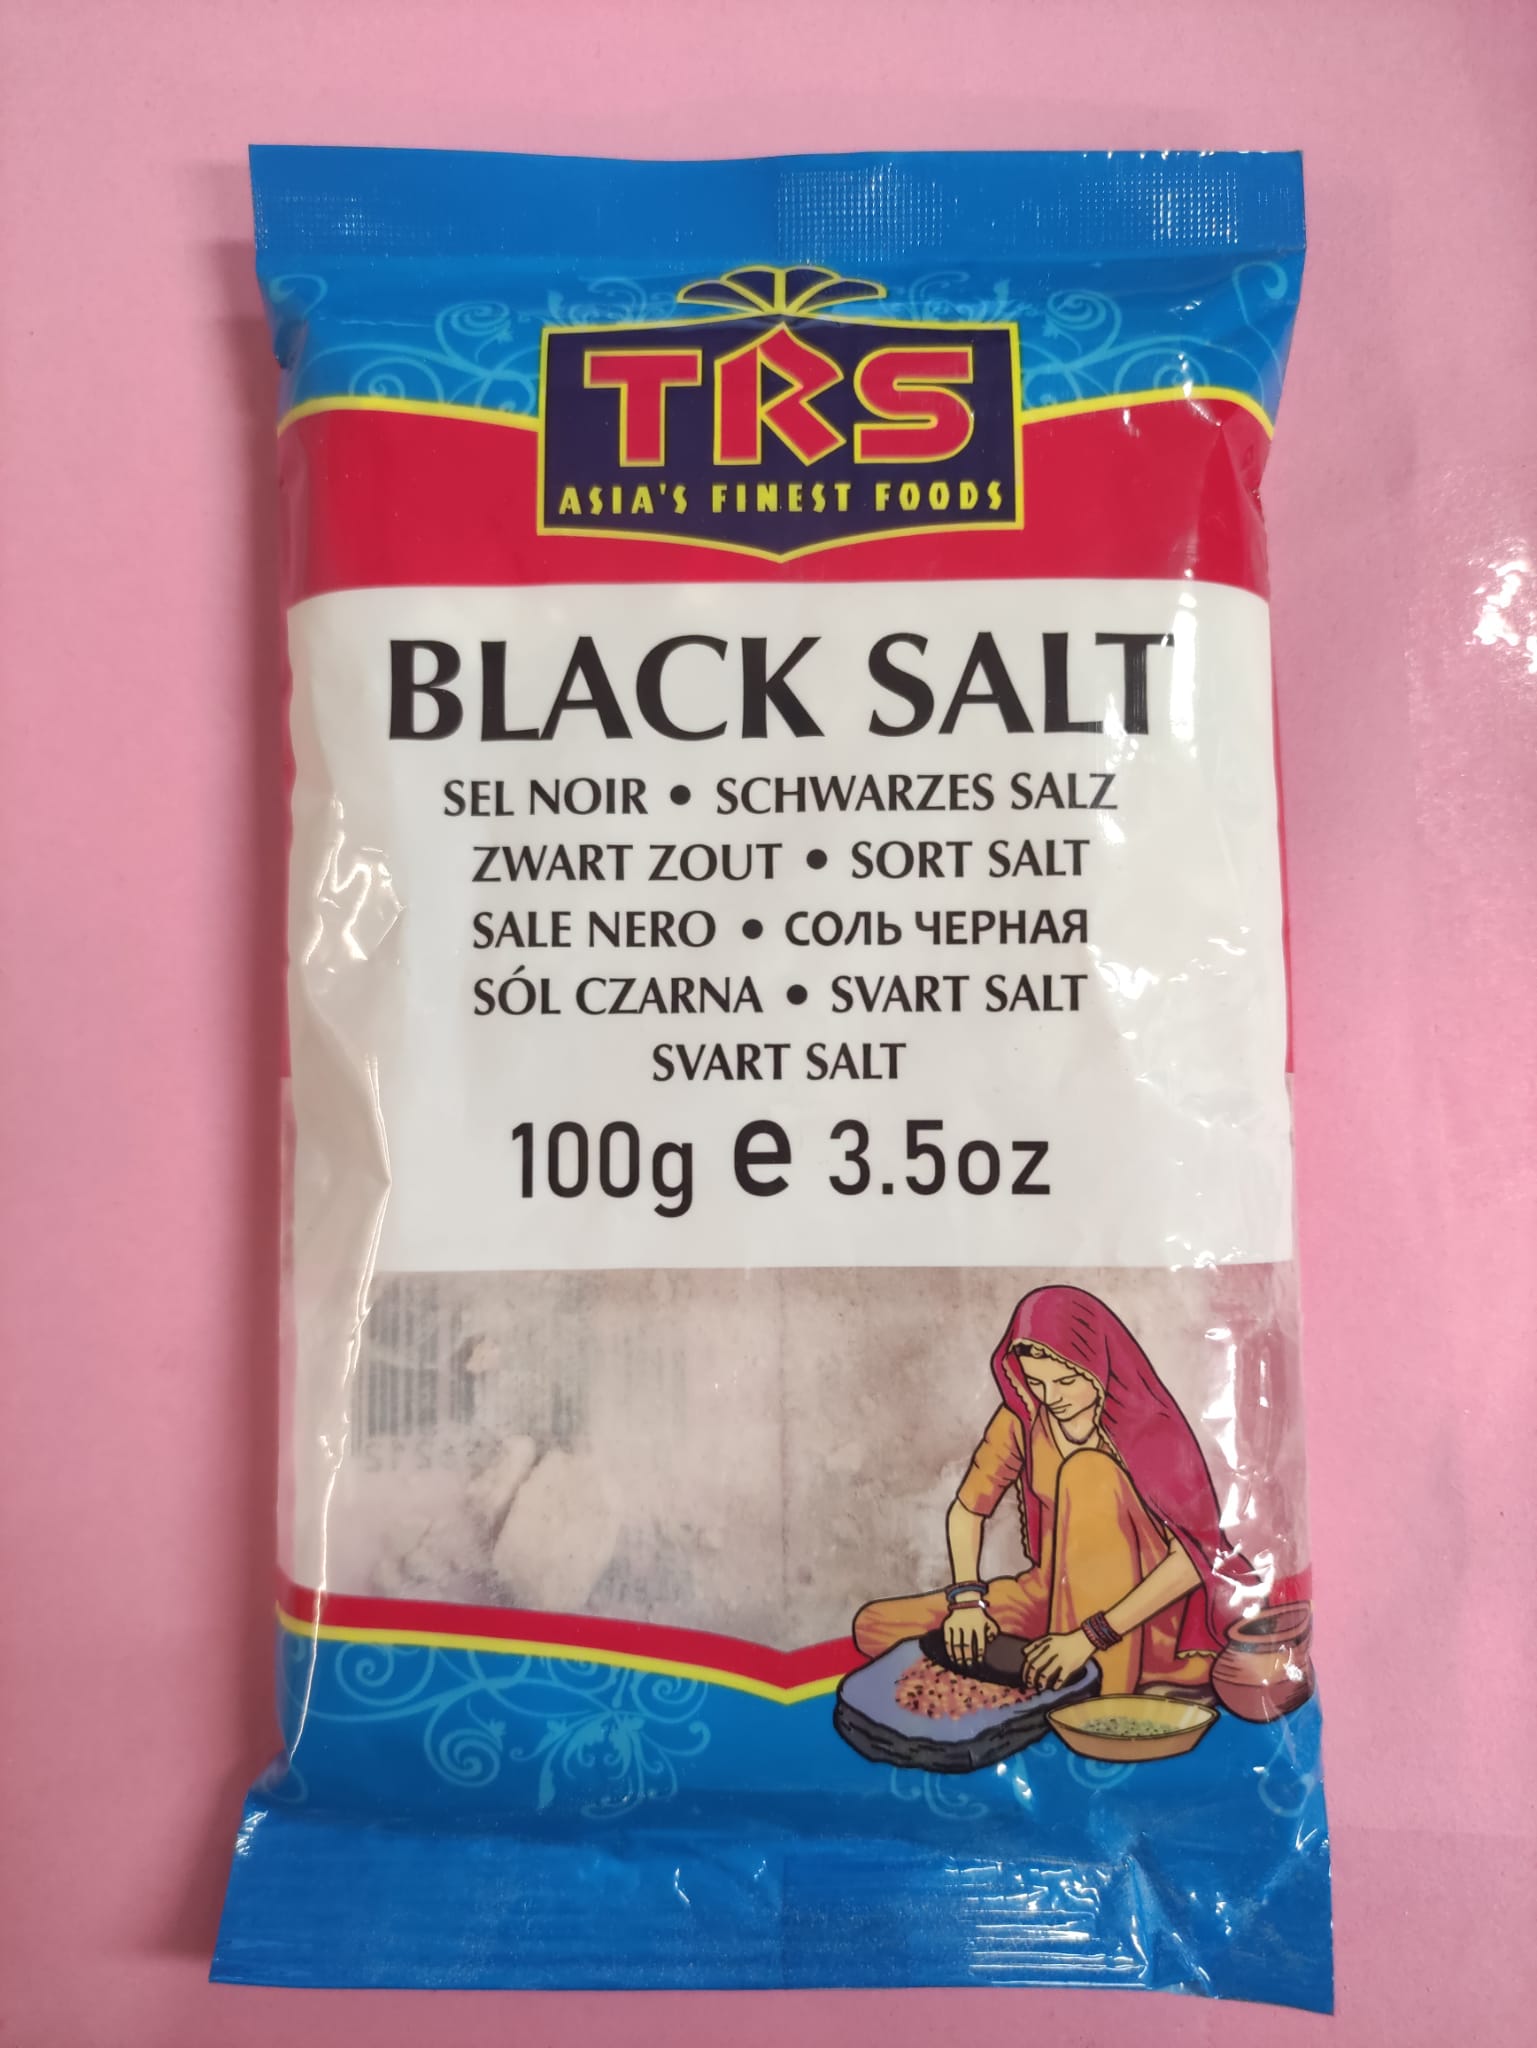 TRS
ASIA'S FINEST FOODS
BLACK SALT
SEL NOIR • SCHWARZES SALZ
ZWART ZOUT • SORT SALT
SALE NERO • СОЛЬ ЧЕРНАЯ
SÓL CZARNA • SVART SALT
SVART SALT
100g e 3.5oz